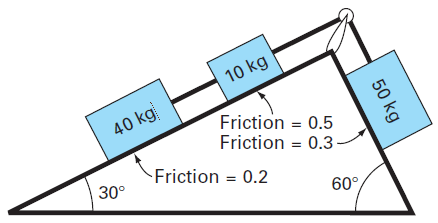 10 kg
40 kg
50 kg
Friction = 0.5
Friction = 0.3
Friction = 0.2
30°
60°